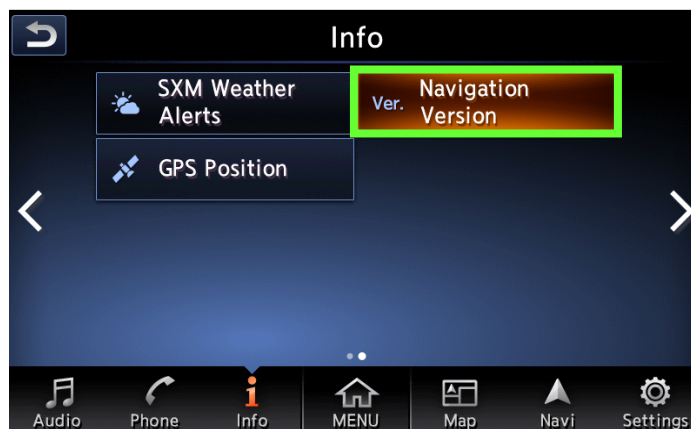 Info
SXM Weather
Alerts
Ver.
Navigation
Version
GPS Position
Audio
Phone
Info
MENU
Map
Navi
Settings